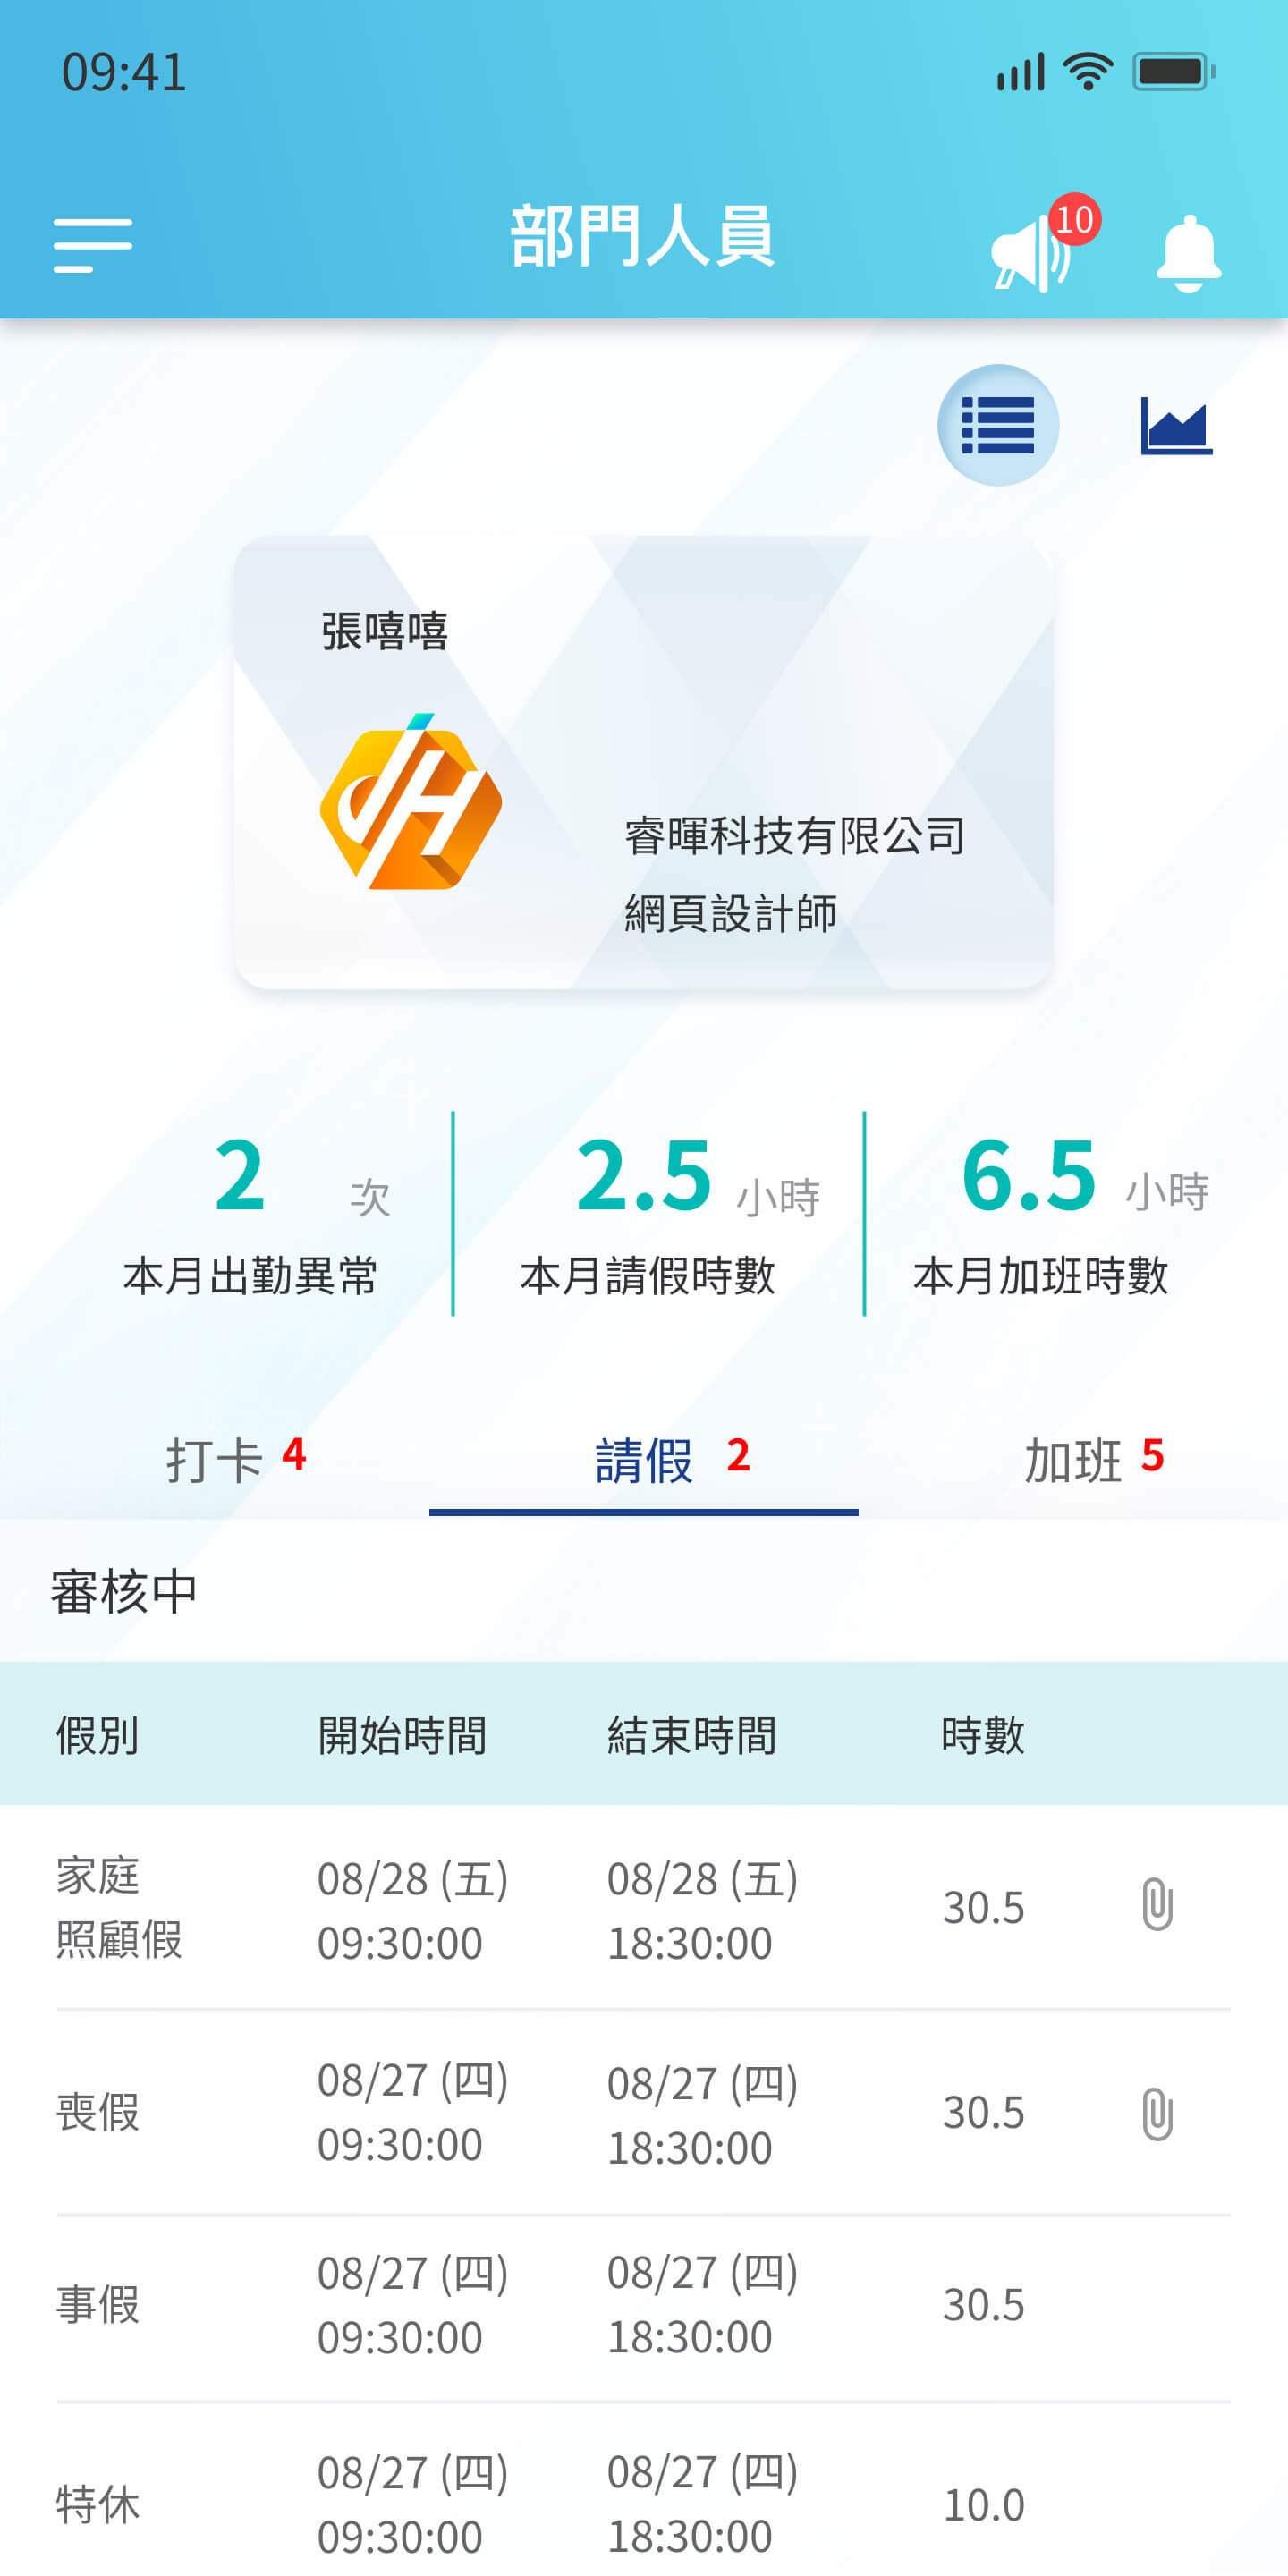 09:41
部門人員
10
張嘻嘻
睿暉科技有限公司
網頁設計師
2 次
2.5 小時
6.5 小時
本月出勤異常
本月請假時數
本月加班時數
打卡 4
請假 2
加班 5
審核中
假別 開始時間 結束時間 時數
家庭
照顧假
08/28 (五)
09:30:00
08/28 (五)
18:30:00
30.5
喪假
08/27 (四)
09:30:00
08/27 (四)
18:30:00
30.5
事假
08/27 (四)
09:30:00
08/27 (四)
18:30:00
30.5
特休
08/27 (四)
09:30:00
08/27 (四)
18:30:00
10.0